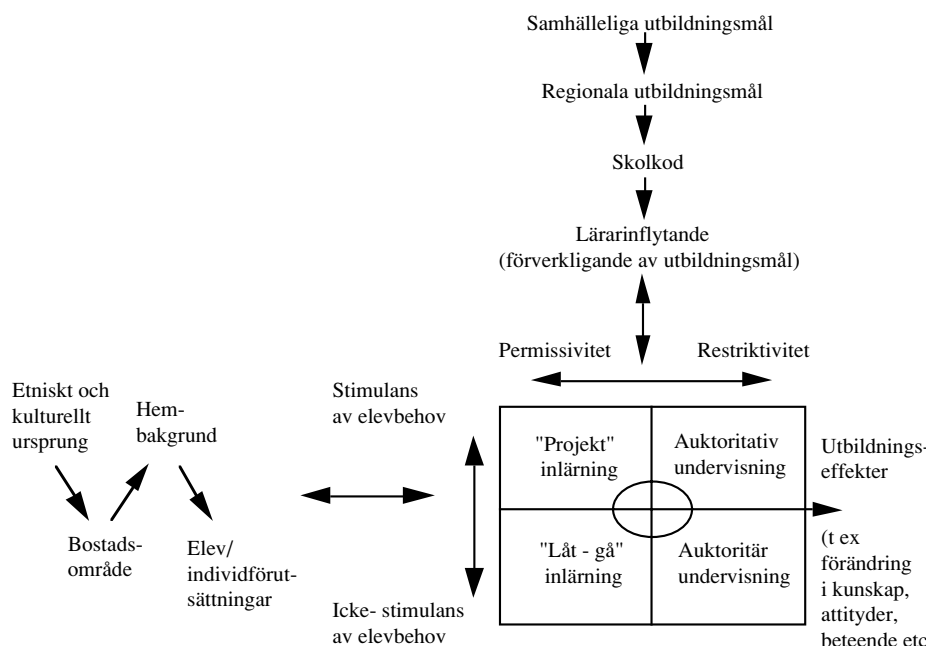 Samhälleliga utbildningsmål
Regionala utbildningsmål
Skolkod
Lärarinflytande
(förverkligande av utbildningsmål)
Permissivitet
Restriktivitet
Etniskt och
kulturellt
ursprung
Hem-
bakgrund
Bostads-
område
Elev/
individförut-
sättningar
Stimulans
av elevbehov
Icke- stimulans
av elevbehov
"Projekt"
inlärning
Auktoritativ
undervisning
"Låt - gå"
inlärning
Auktoritär
undervisning
Utbildnings-
effekter
(t ex
förändring
i kunskap,
attityder,
beteende etc